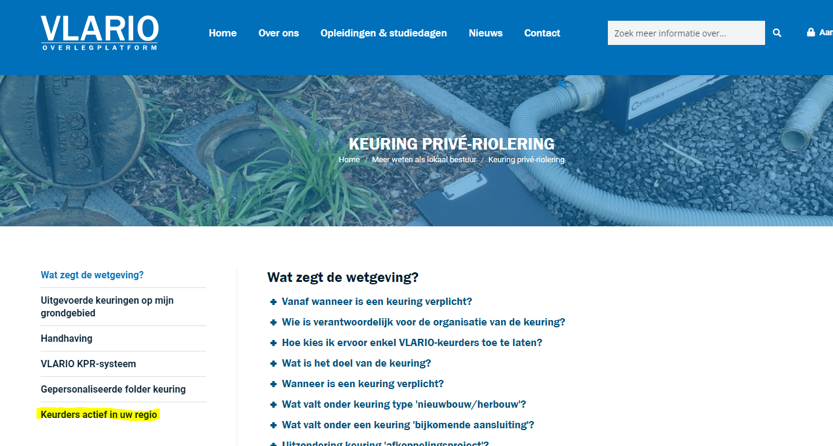 VLARIO
OVERLEGPLATFORM
Home Over ons Opleidingen & studiedagen Nieuws Contact
Zoek meer informatie over...
Aan
KEURING PRIVÉ-RIOLERING
Home / Meer weten als lokaal bestuur / Keuring privé-riolering
Wat zegt de wetgeving?
Uitgevoerde keuringen op mijn
grondgebied
Handhaving
VLARIO KPR-systeem
Gepersonaliseerde folder keuring
Keurders actief in uw regio
Wat zegt de wetgeving?
Vanaf wanneer is een keuring verplicht?
Wie is verantwoordelijk voor de organisatie van de keuring?
Hoe kies ik ervoor enkel VLARIO-keurders toe te laten?
Wat is het doel van de keuring?
Wanneer is een keuring verplicht?
Wat valt onder keuring type 'nieuwbouw/herbouw'?
Wat valt onder een keuring 'bijkomende aansluiting'?
Uitzondering keuring 'afkoppelingsproject'?